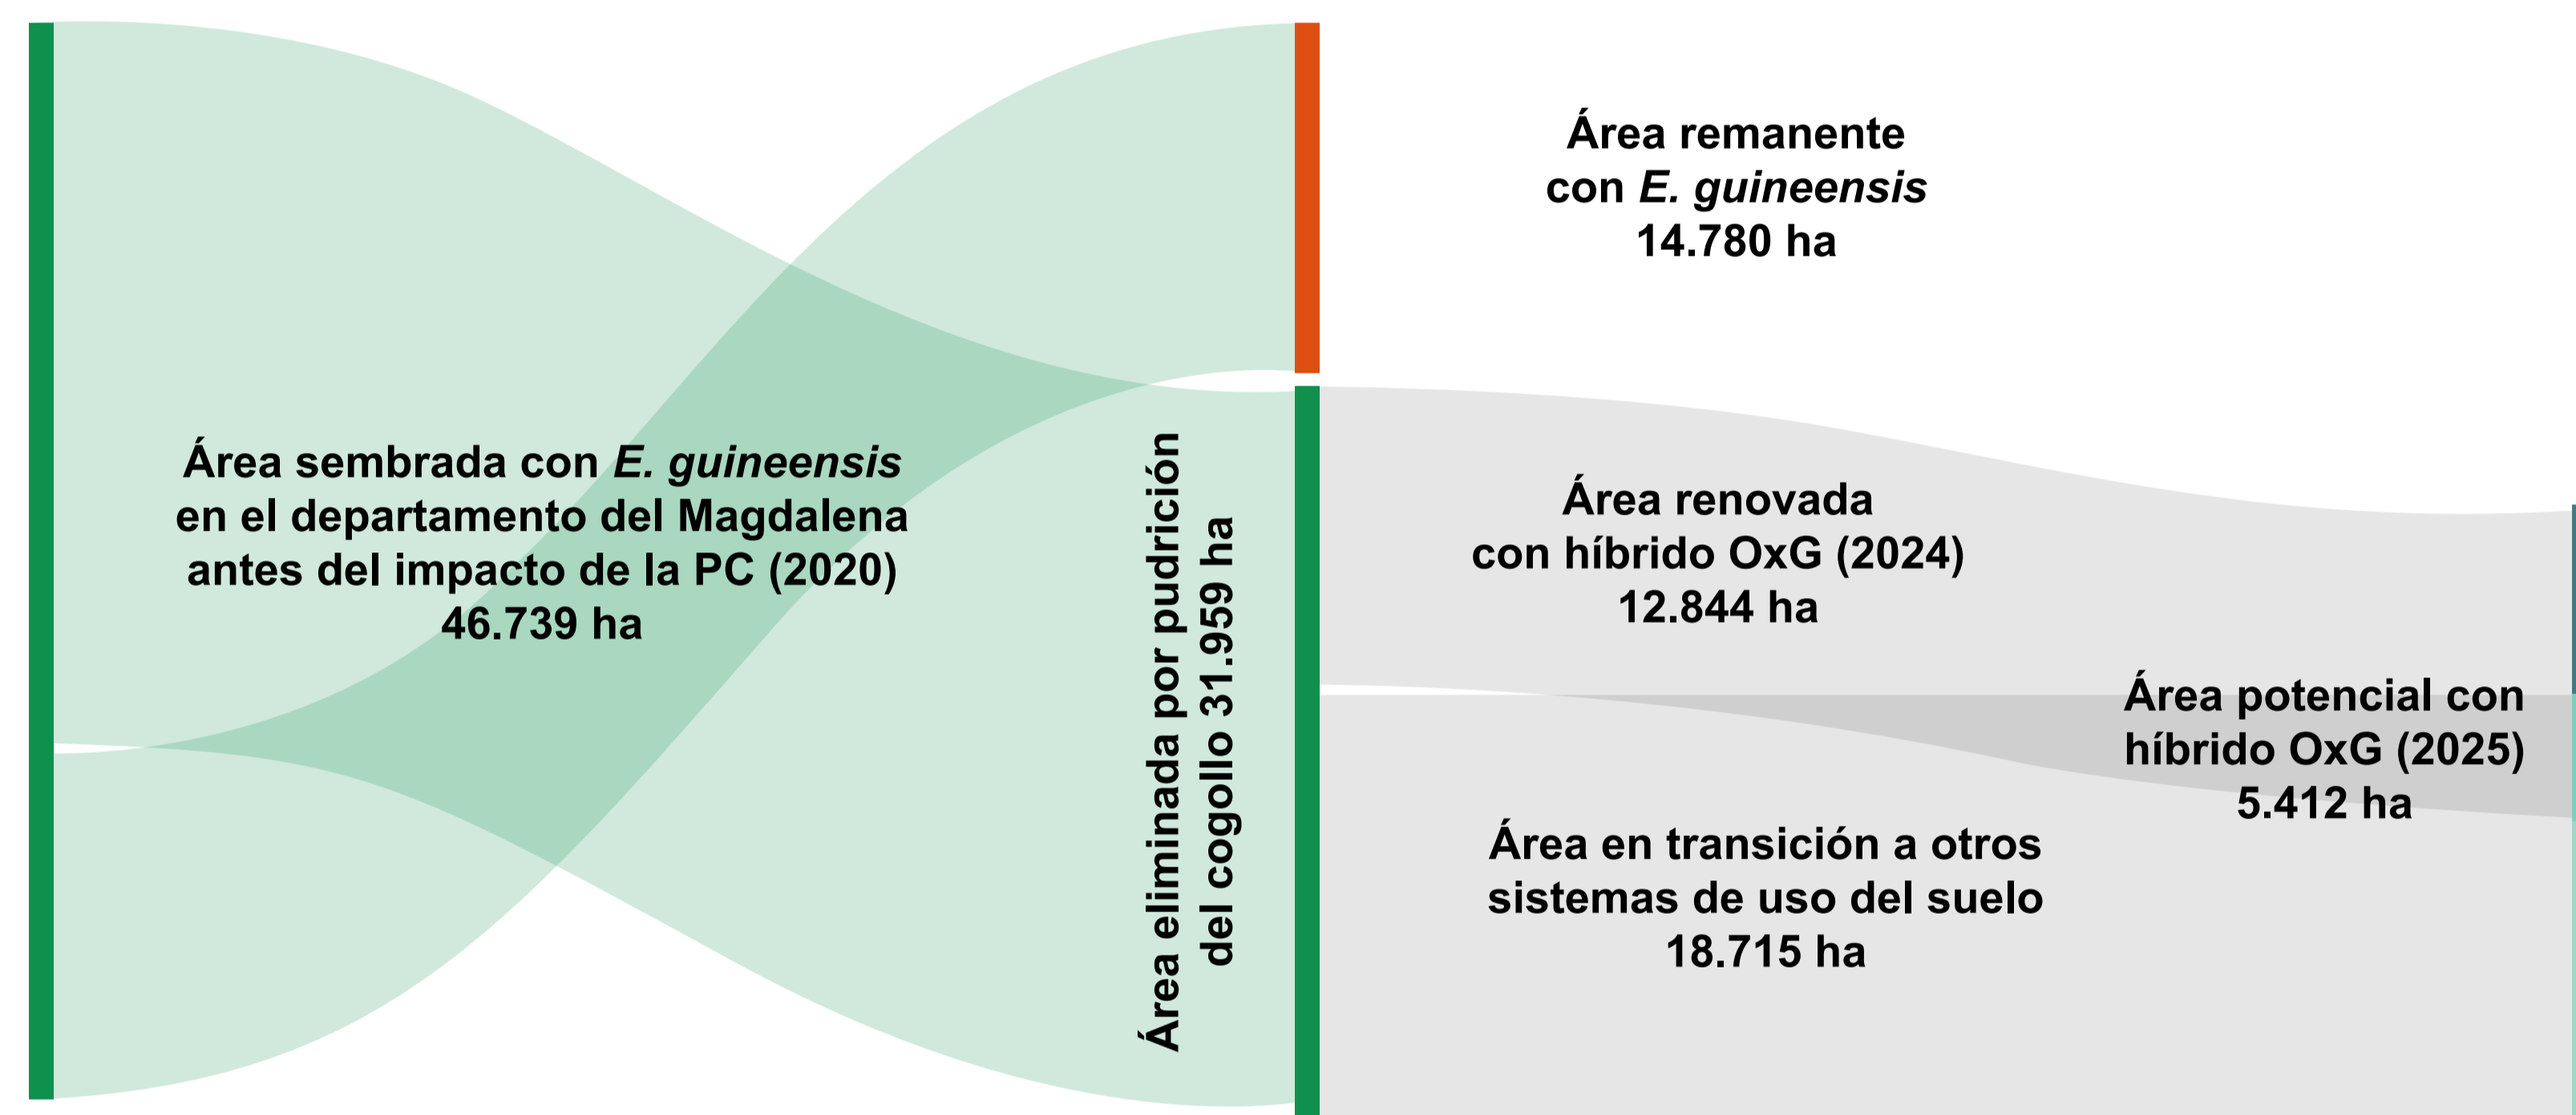 Área sembrada con E. guineensis
en el departamento del Magdalena
antes del impacto de la PC (2020)
46.739 ha
Área eliminada por pudrición
del cogollo 31.959 ha
Área remanente
con E. guineensis
14.780 ha
Área renovada
con híbrido OxG (2024)
12.844 ha
Área en transición a otros
sistemas de uso del suelo
18.715 ha
Área potencial con
híbrido OxG (2025)
5.412 ha